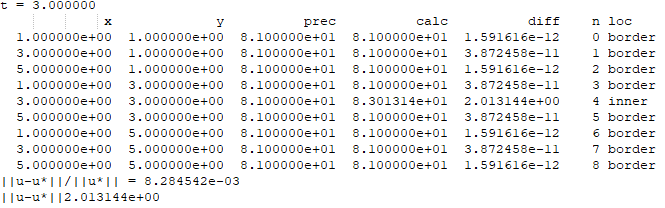 t = 3.000000
x y prec calc diff n loc
1.000000e+00 1.000000e+00 8.100000e+01 8.100000e+01 1.591616e-12 0 border
3.000000e+00 1.000000e+00 8.100000e+01 8.100000e+01 3.872458e-11 1 border
5.000000e+00 1.000000e+00 8.100000e+01 8.100000e+01 1.591616e-12 2 border
1.000000e+00 3.000000e+00 8.100000e+01 8.100000e+01 3.872458e-11 3 border
3.000000e+00 3.000000e+00 8.100000e+01 8.301314e+01 2.013144e+00 4 inner
5.000000e+00 3.000000e+00 8.100000e+01 8.100000e+01 3.872458e-11 5 border
1.000000e+00 5.000000e+00 8.100000e+01 8.100000e+01 1.591616e-12 6 border
3.000000e+00 5.000000e+00 8.100000e+01 8.100000e+01 3.872458e-11 7 border
5.000000e+00 5.000000e+00 8.100000e+01 8.100000e+01 1.591616e-12 8 border
||u-u*||/||u*|| = 8.284542e-03
||u-u*||2.013144e+00